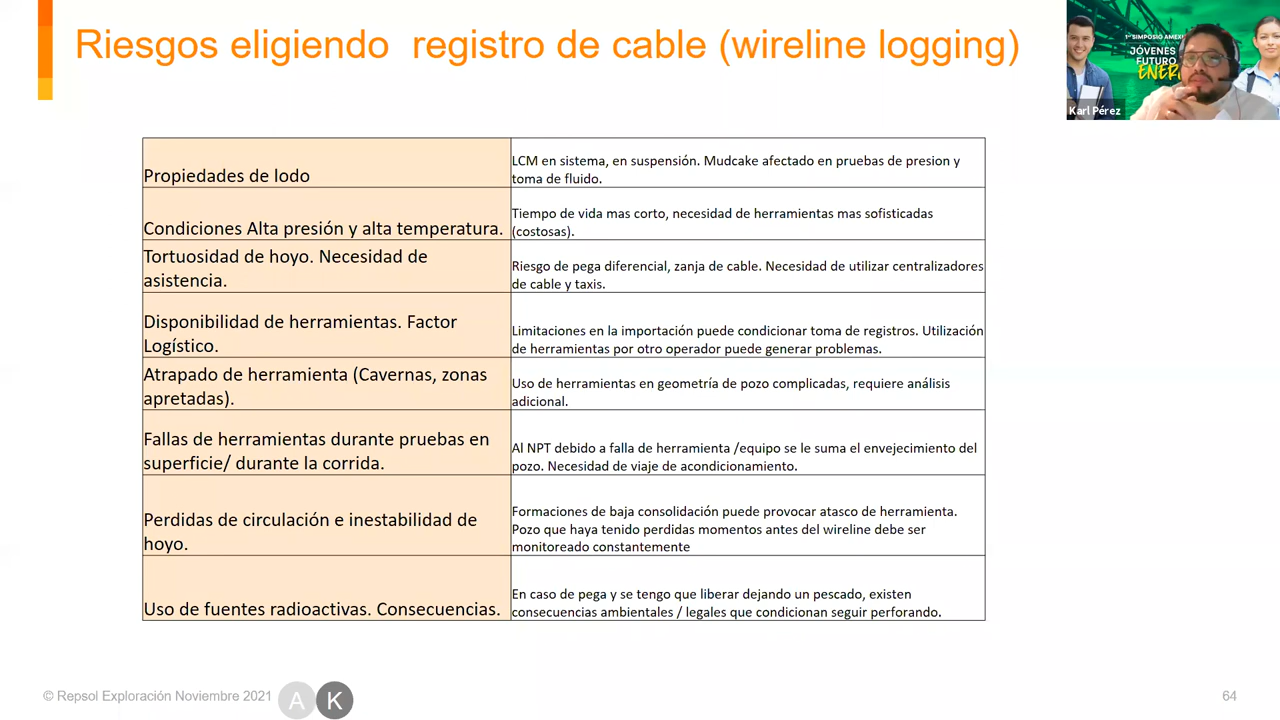 Riesgos eligiendo registro de cable (wireline logging)
1er SIMPOSIO AMEXI
JÓVENES
FUTURO
ENER
Karl Pérez
Propiedades de lodo
LCM en sistema, en suspensión. Mudcake afectado en pruebas de presion y
toma de fluido.
Condiciones Alta presión y alta temperatura.
Tiempo de vida mas corto, necesidad de herramientas mas sofisticadas
(costosas).
Tortuosidad de hoyo. Necesidad de
asistencia.
Riesgo de pega diferencial, zanja de cable. Necesidad de utilizar centralizadores
de cable y taxis.
Disponibilidad de herramientas. Factor
Logístico.
Limitaciones en la importación puede condicionar toma de registros. Utilización
de herramientas por otro operador puede generar problemas.
Atrapado de herramienta (Cavernas, zonas
apretadas).
Uso de herramientas en geometría de pozo complicadas, requiere análisis
adicional.
Fallas de herramientas durante pruebas en
superficie/ durante la corrida.
Al NPT debido a falla de herramienta /equipo se le suma el envejecimiento del
pozo. Necesidad de viaje de acondicionamiento.
Perdidas de circulación e inestabilidad de
hoyo.
Formaciones de baja consolidación puede provocar atasco de herramienta.
Pozo que haya tenido perdidas momentos antes del wireline debe ser
monitoreado constantemente
Uso de fuentes radioactivas. Consecuencias.
En caso de pega y se tengo que liberar dejando un pescado, existen
consecuencias ambientales / legales que condicionan seguir perforando.
© Repsol Exploración Noviembre 2021
A K
64